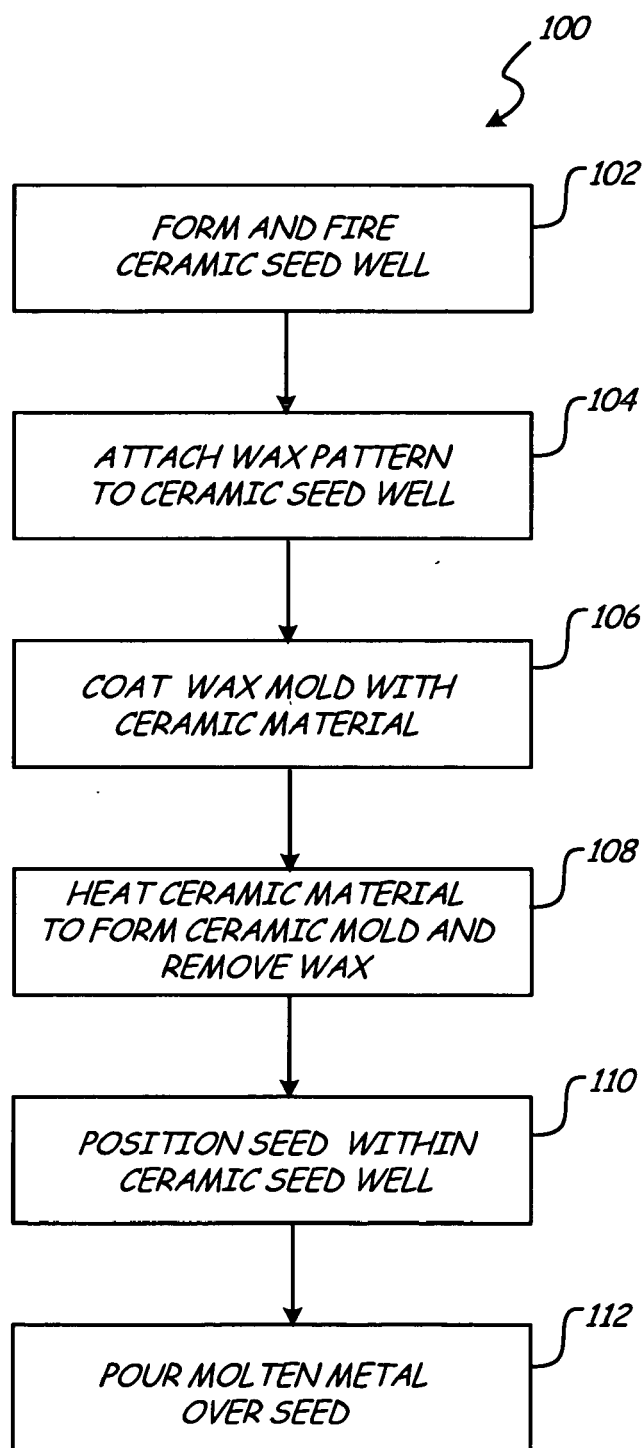 100
102
FORM AND FIRE
CERAMIC SEED WELL
104
ATTACH WAX PATTERN
TO CERAMIC SEED WELL
106
COAT WAX MOLD WITH
CERAMIC MATERIAL
108
HEAT CERAMIC MATERIAL
TO FORM CERAMIC MOLD AND
REMOVE WAX
110
POSITION SEED WITHIN
CERAMIC SEED WELL
112
POUR MOLTEN METAL
OVER SEED